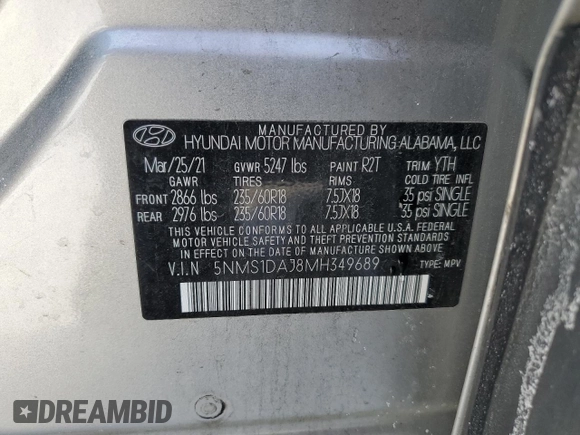 MANUFACTURED BY
HYUNDAI MOTOR MANUFACTURING ALABAMA, LLC
Mar/25/21 GVWR 5247 lbs PAINT R2T TRIM YTH
GAWR TIRES RIMS COLD TIRE INFL
FRONT 2866 lbs 235/60R18 7.5JX18 35 psi SINGLE
REAR 2976 lbs 235/60R18 7.5JX18 35 psi SINGLE
THIS VEHICLE CONFORMS TO ALL APPLICABLE U.S.A. FEDERAL
MOTOR VEHICLE SAFETY AND THEFT PREVENTION STANDARDS
IN EFFECT ON THE DATE OF MANUFACTURE SHOWN ABOVE.
V.I.N 5NMS1DAJ8MH349689 TYPE: MPV
DREAMBID